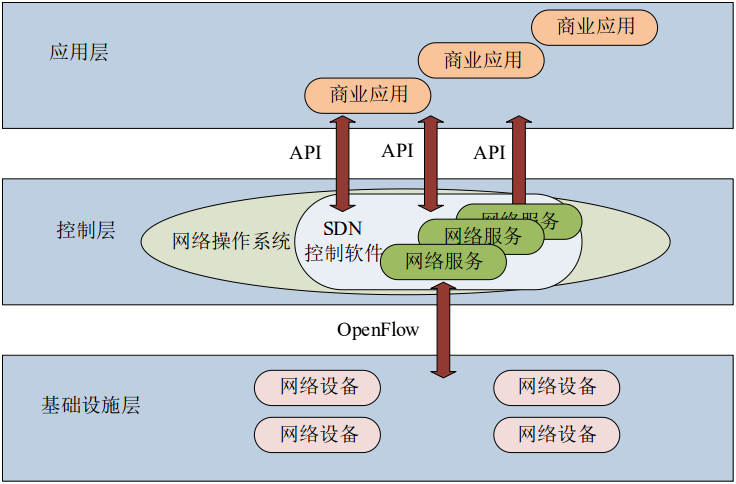 应用层
商业应用
商业应用
商业应用
API
API
API
控制层
网络操作系统
SDN
控制软件
网络服务
网络服务
网络服务
OpenFlow
基础设施层
网络设备
网络设备
网络设备
网络设备